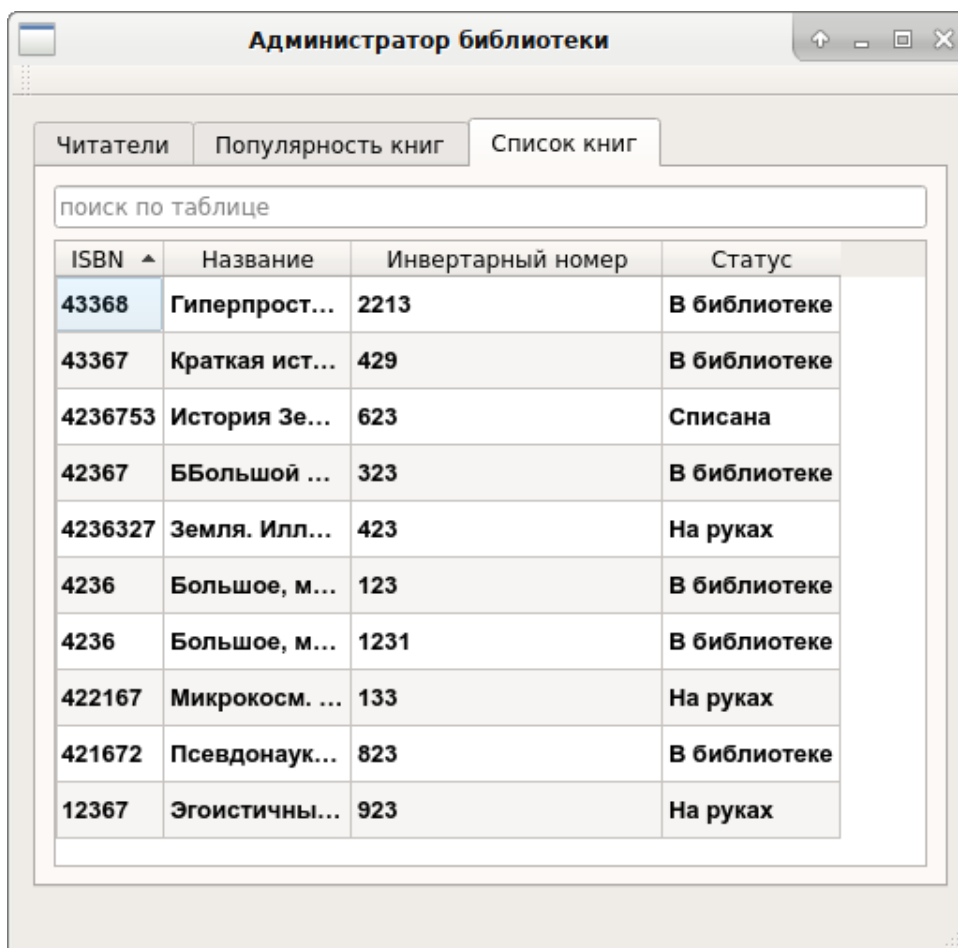 Администратор библиотеки
Читатели Популярность книг Список книг
поиск по таблице
ISBN Название Инвертарный номер Статус
43368 Гиперпрост... 2213 В библиотеке
43367 Краткая ист... 429 В библиотеке
4236753 История Зе... 623 Списана
42367 ББольшой ... 323 В библиотеке
4236327 Земля. Илл... 423 На руках
4236 Большое, м... 123 В библиотеке
4236 Большое, м... 1231 В библиотеке
422167 Микрокосм. ... 133 На руках
421672 Псевдонаук... 823 В библиотеке
12367 Эгоистичны... 923 На руках